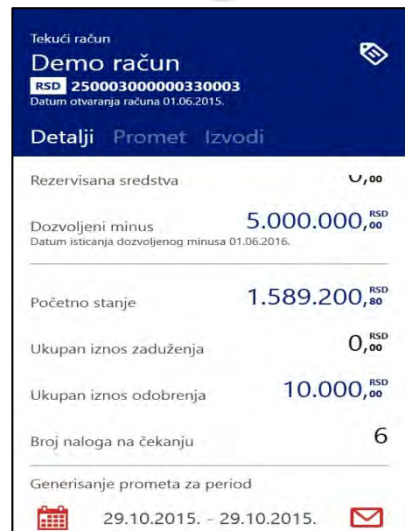 Tekući račun
Demo račun
RSD 250003000000330003
Datum otvaranja računa 01.06.2015.
Detalji Promet Izvodi
Rezervisana sredstva 0,00
Dozvoljeni minus 5.000.000,00 RSD
Datum isticanja dozvoljenog minusa 01.06.2016.
Početno stanje 1.589.200,80 RSD
Ukupan iznos zaduženja 0,00 RSD
Ukupan iznos odobrenja 10.000,00 RSD
Broj naloga na čekanju 6
Generisanje prometa za period
29.10.2015. - 29.10.2015.